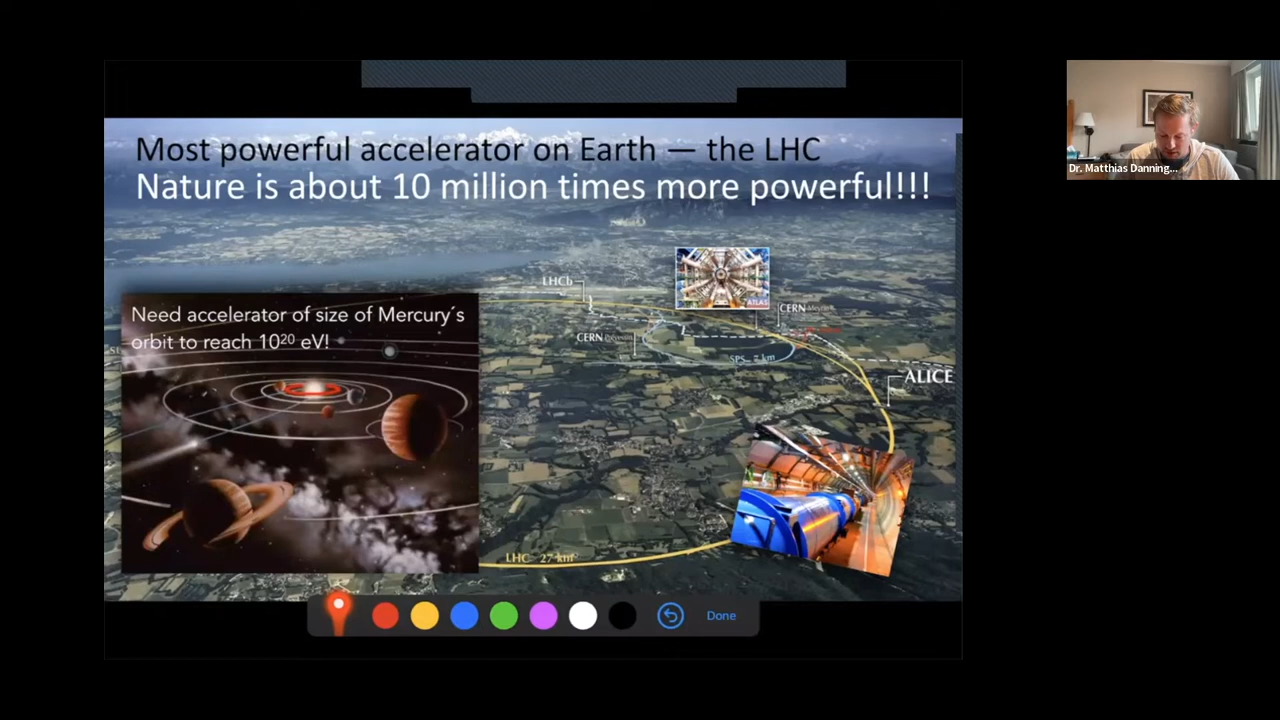 Most powerful accelerator on Earth — the LHC
Nature is about 10 million times more powerful!!!
Dr. Matthias Danning...
LHCb
ATLAS
CERN
CERN
Need accelerator of size of Mercury´s
orbit to reach 10²⁰ eV!
ALICE
LHC 27 km
Done